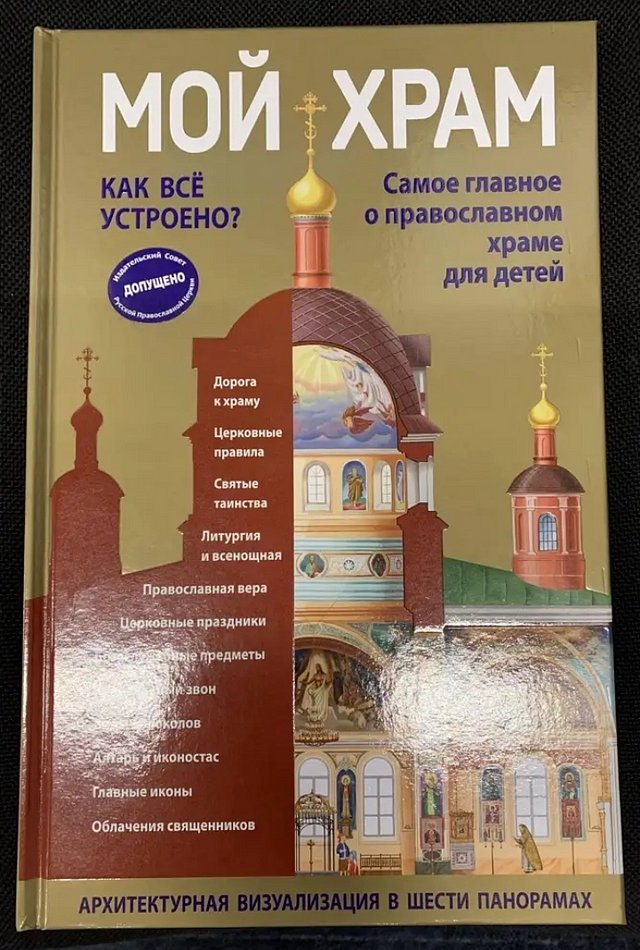 МОЙ ХРАМ
КАК ВСЁ
УСТРОЕНО?
Самое главное
о православном
храме
для детей
Издательский Совет
ДОПУЩЕНО
Русской Православной Церкви
Дорога
к храму
Церковные
правила
Святые
таинства
Литургия
и всенощная
Православная вера
Церковные праздники
предметы
звон
Алтарь и иконостас
Главные иконы
Облачения священников
АРХИТЕКТУРНАЯ ВИЗУАЛИЗАЦИЯ В ШЕСТИ ПАНОРАМАХ